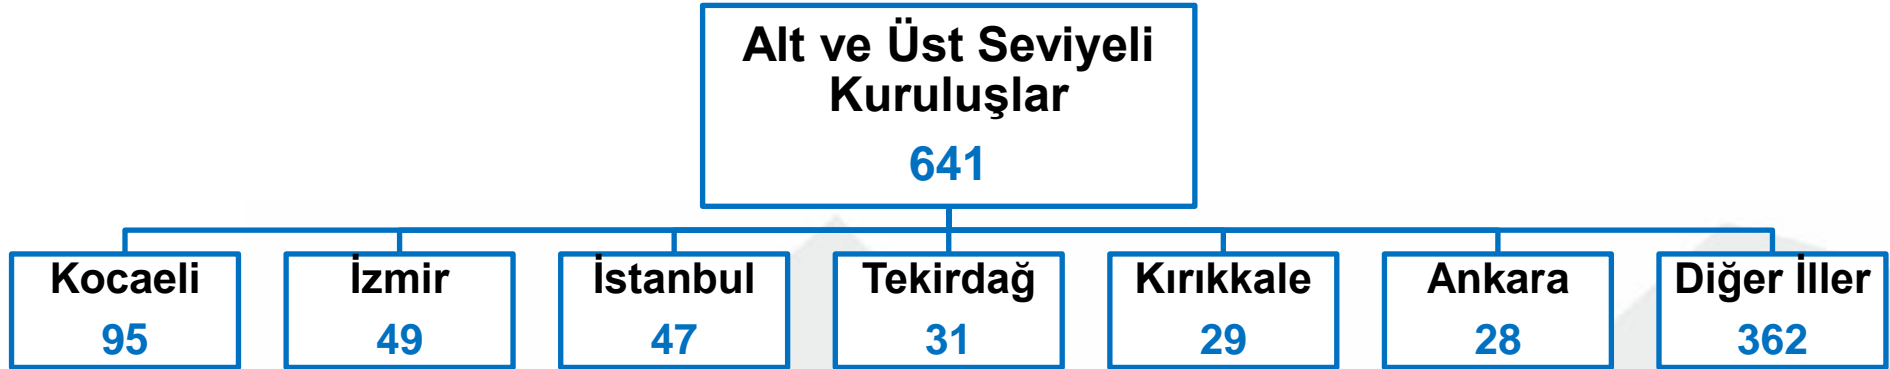 Alt ve Üst Seviyeli
Kuruluşlar
641
Kocaeli
95
İzmir
49
İstanbul
47
Tekirdağ
31
Kırıkkale
29
Ankara
28
Diğer İller
362